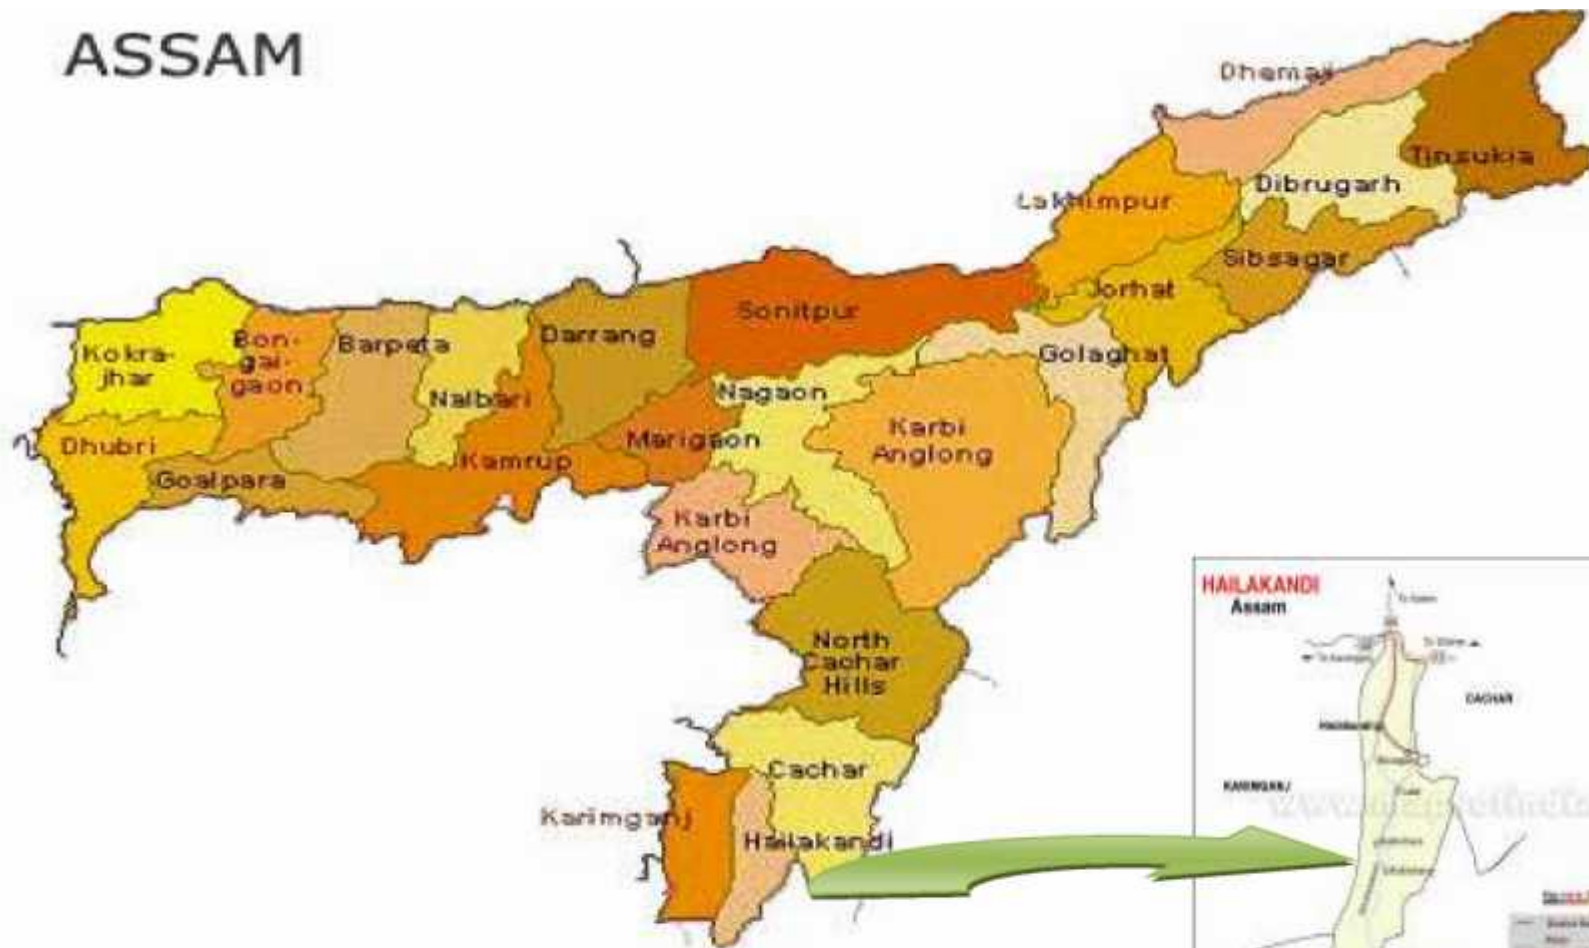 ASSAM
Dhemaji
Tinsukia
Dibrugarh
Lakhimpur
Sibsagar
Jorhat
Sonitpur
Darrang
Barpeta
Bon-
gai-
gaon
Kokra-
jhar
Golaghat
Nagaon
Nalbari
Karbi
Anglong
Marigaon
Dhubri
Kamrup
Goalpara
Karbi
Anglong
North
Cachar
Hills
Cachar
Karimganj
Hailakandi
HAILAKANDI
Assam
CACHAR